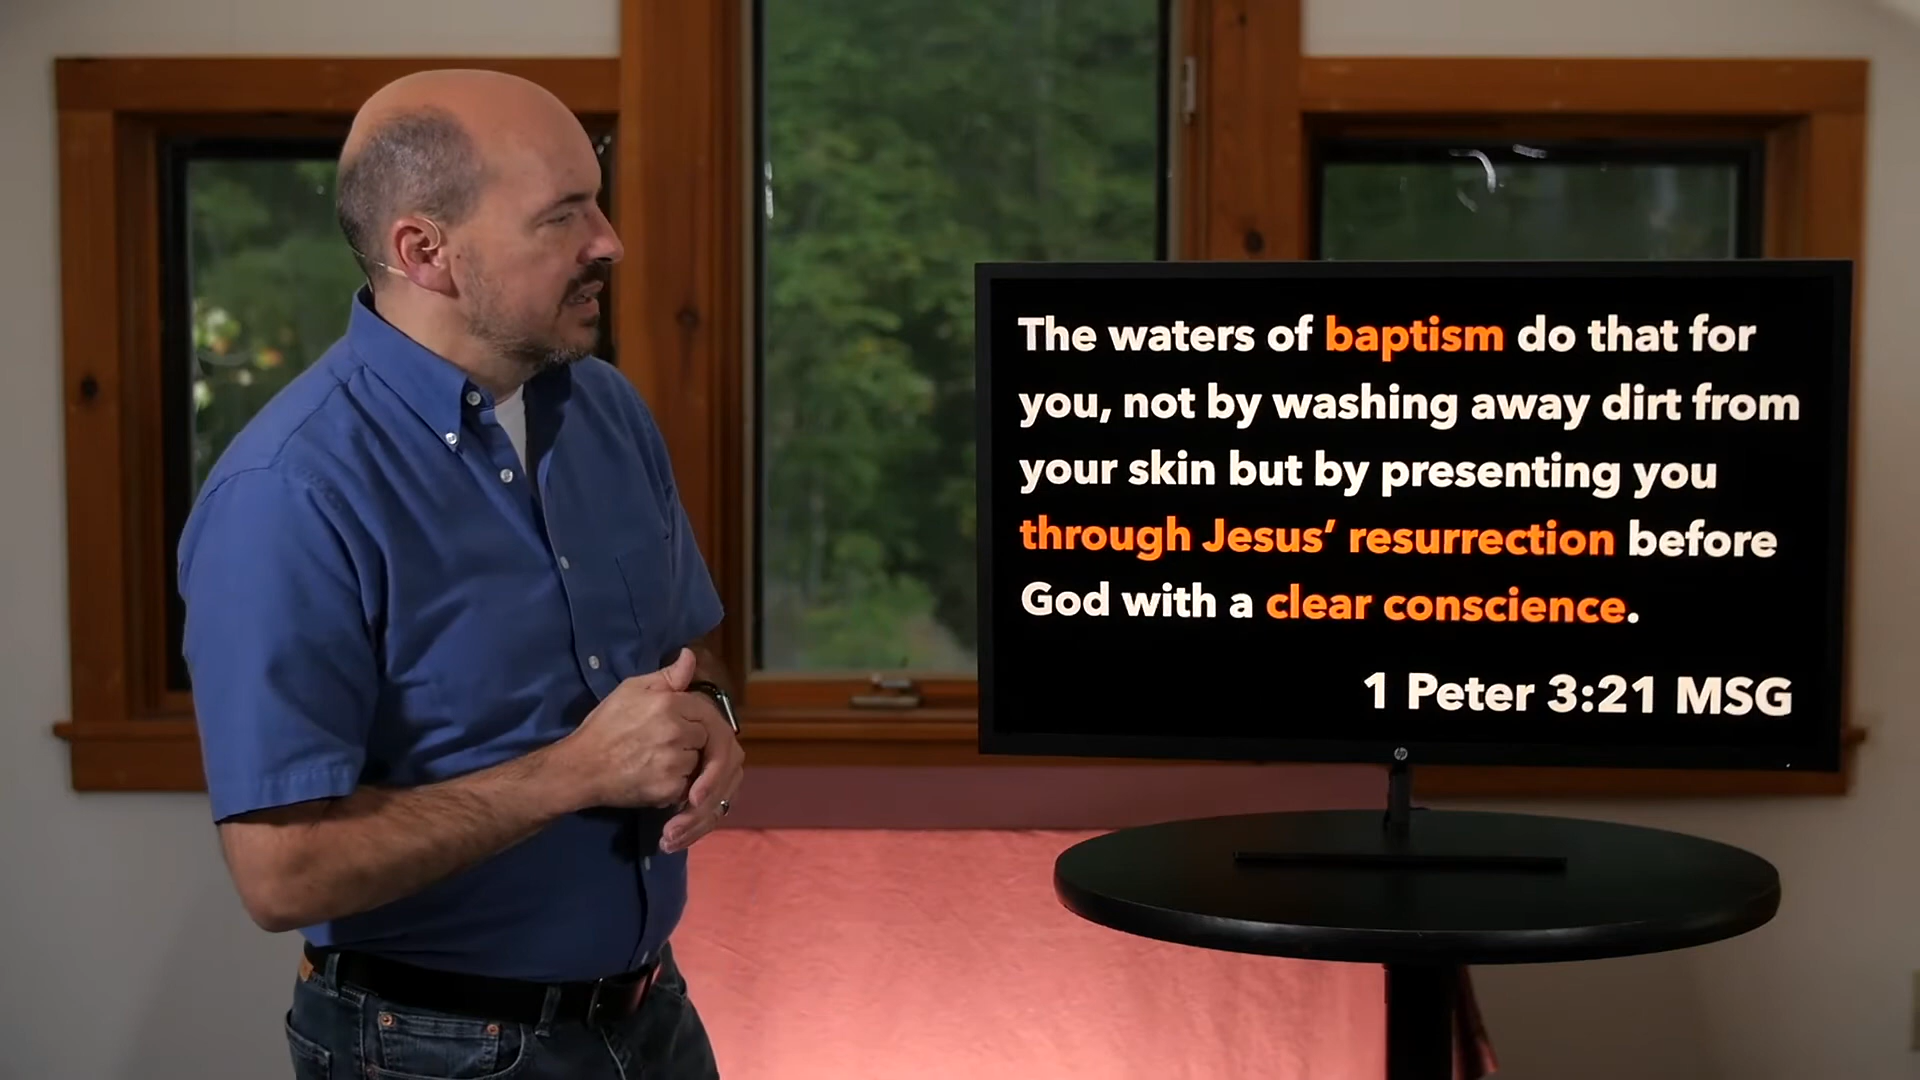 The waters of baptism do that for
you, not by washing away dirt from
your skin but by presenting you
through Jesus’ resurrection before
God with a clear conscience.
1 Peter 3:21 MSG
hp